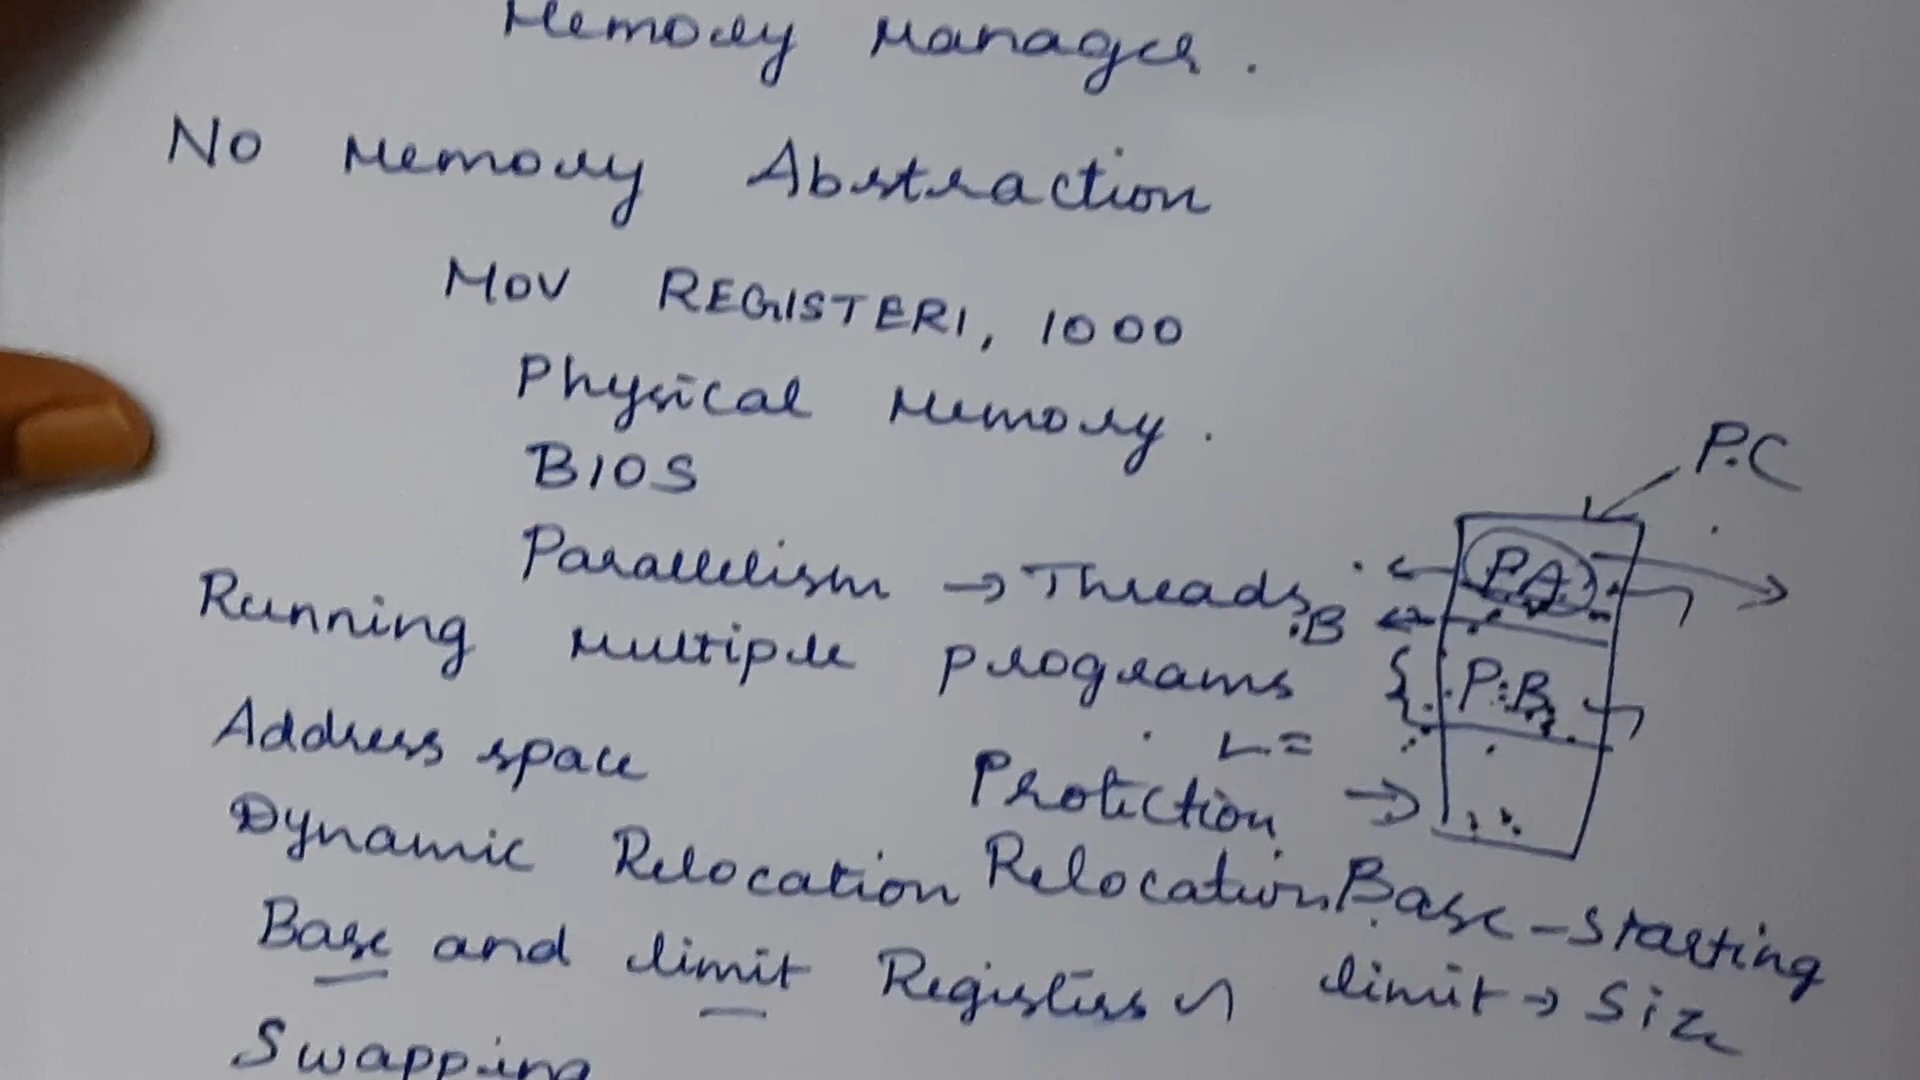 Memory Manager.
No Memory Abstraction
MOV REGISTER1, 1000
Physical Memory.
BIOS
Parallelism → Threads
Running multiple programs
Address space
Protection →
Dynamic Relocation Relocation
Base and limit Registers
Swapping
P.C
P.A
B
P.B
L =
Base - starting
limit → Size